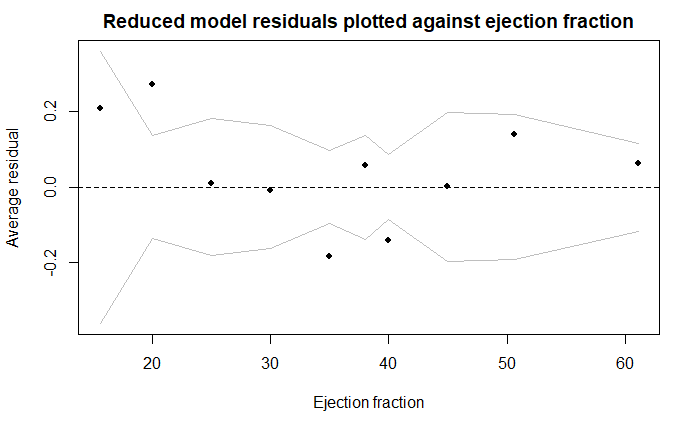 Reduced model residuals plotted against ejection fraction
Average residual
0.2
0.0
-0.2
20 30 40 50 60
Ejection fraction